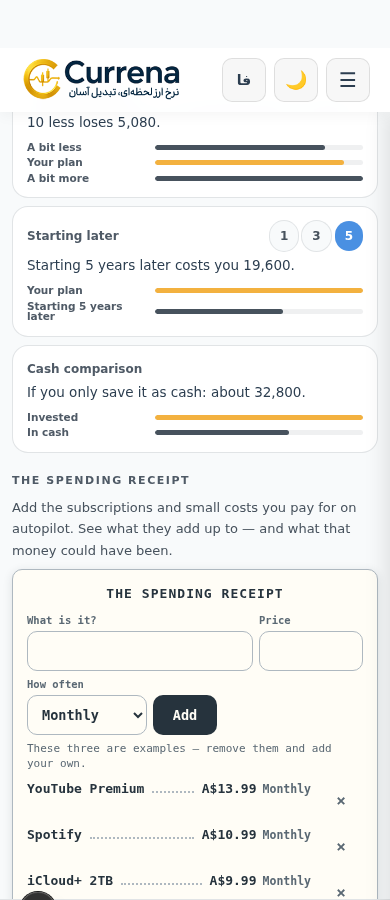 Currena
نرخ ارز لحظه‌ای، تبدیل آسان
فا
10 less loses 5,080.
A bit less
Your plan
A bit more
Starting later
1 3 5
Starting 5 years later costs you 19,600.
Your plan
Starting 5 years
later
Cash comparison
If you only save it as cash: about 32,800.
Invested
In cash
THE SPENDING RECEIPT
Add the subscriptions and small costs you pay for on
autopilot. See what they add up to — and what that
money could have been.
THE SPENDING RECEIPT
What is it? Price
How often
Monthly Add
These three are examples — remove them and add
your own.
YouTube Premium A$13.99 Monthly
×
Spotify A$10.99 Monthly
×
iCloud+ 2TB A$9.99 Monthly
×